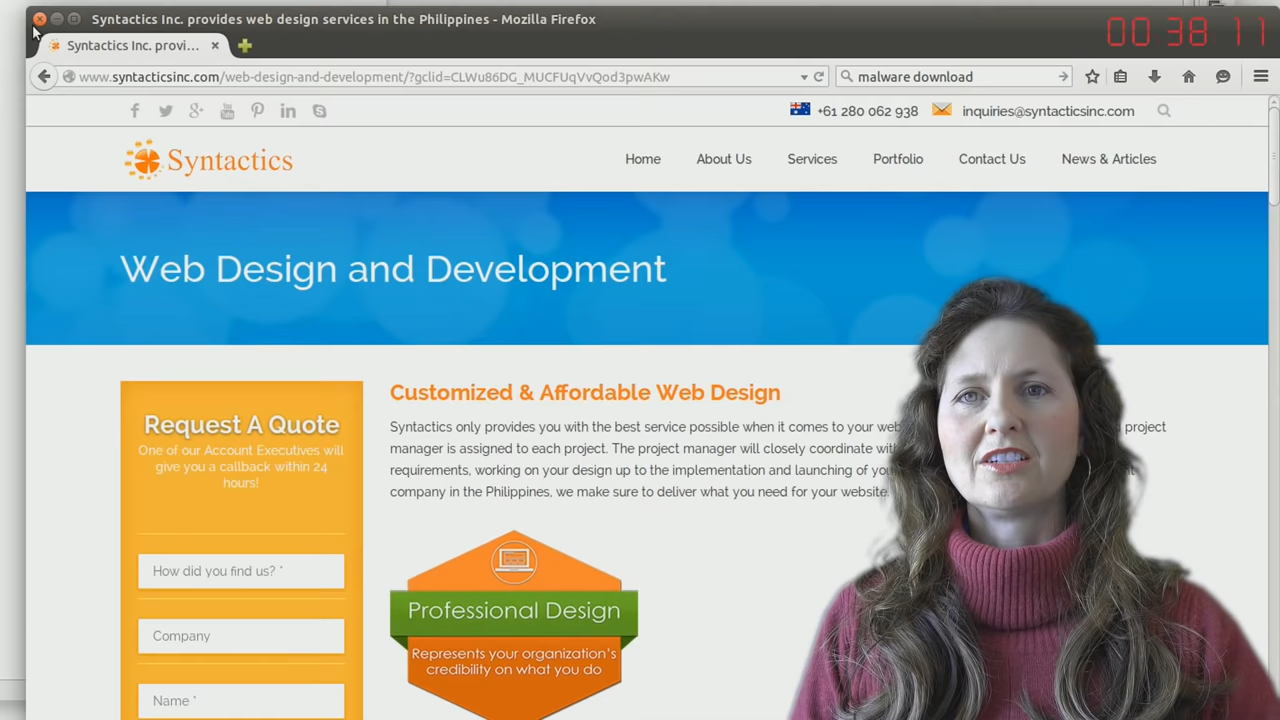 Syntactics Inc. provides web design services in the Philippines - Mozilla Firefox
00 38 11
Syntactics Inc. provi...
www.syntacticsinc.com/web-design-and-development/?gclid=CLWu86DG_MUCFUqVvQod3pwAKw
malware download
+61 280 062 938
inquiries@syntacticsinc.com
Syntactics
Home
About Us
Services
Portfolio
Contact Us
News & Articles
Web Design and Development
Request A Quote
One of our Account Executives will
give you a callback within 24
hours!
How did you find us? *
Company
Name *
Customized & Affordable Web Design
Syntactics only provides you with the best service possible when it comes to your web project
manager is assigned to each project. The project manager will closely coordinate with
requirements, working on your design up to the implementation and launching of
company in the Philippines, we make sure to deliver what you need for your website.
Professional Design
Represents your organization's
credibility on what you do